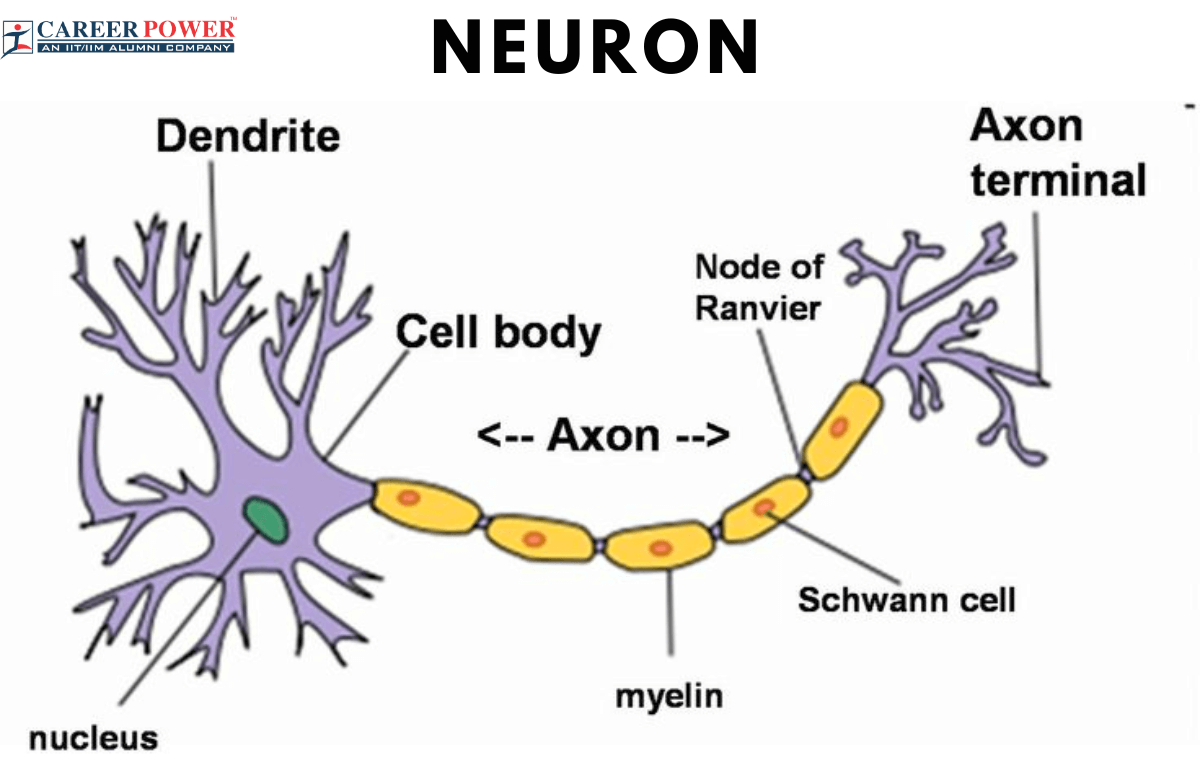 CAREER POWER™
AN IIT/IIM ALUMNI COMPANY
NEURON
Dendrite
Axon
terminal
Node of
Ranvier
Cell body
<-- Axon -->
Schwann cell
myelin
nucleus